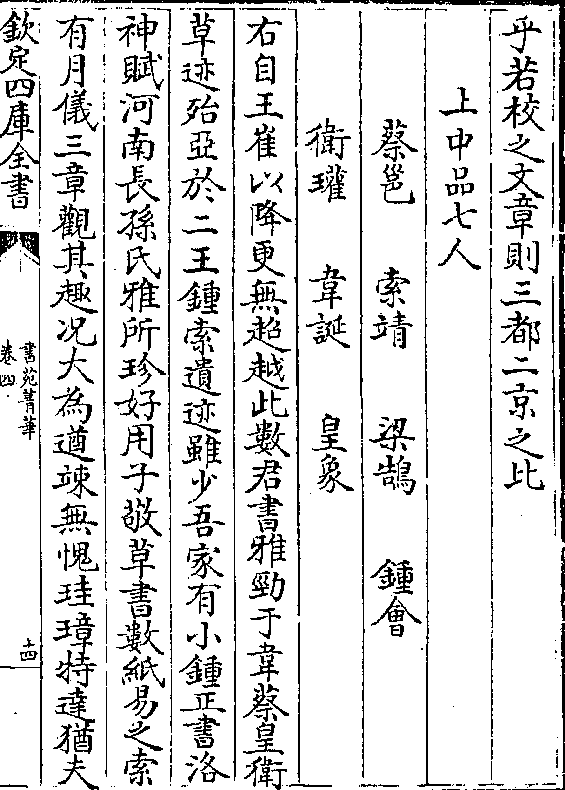 乎若校之文章則三都二京之比
上中品七人
蔡邕　索靖　梁鵠　鍾會
衛瓘　韋誕　皇象
右自王崔以降更無超越此數君書雅勁于韋蔡皇衛
草迹殆亞於二王鍾索遺迹雖少吾家有小鍾正書洛
神賦河南長孫氏雅所珍好用子敬草書數紙易之索
有月儀三章觀其趣况大為遒竦無愧珪璋特達猶夫
欽定四庫全書
書苑菁華
卷四
十四